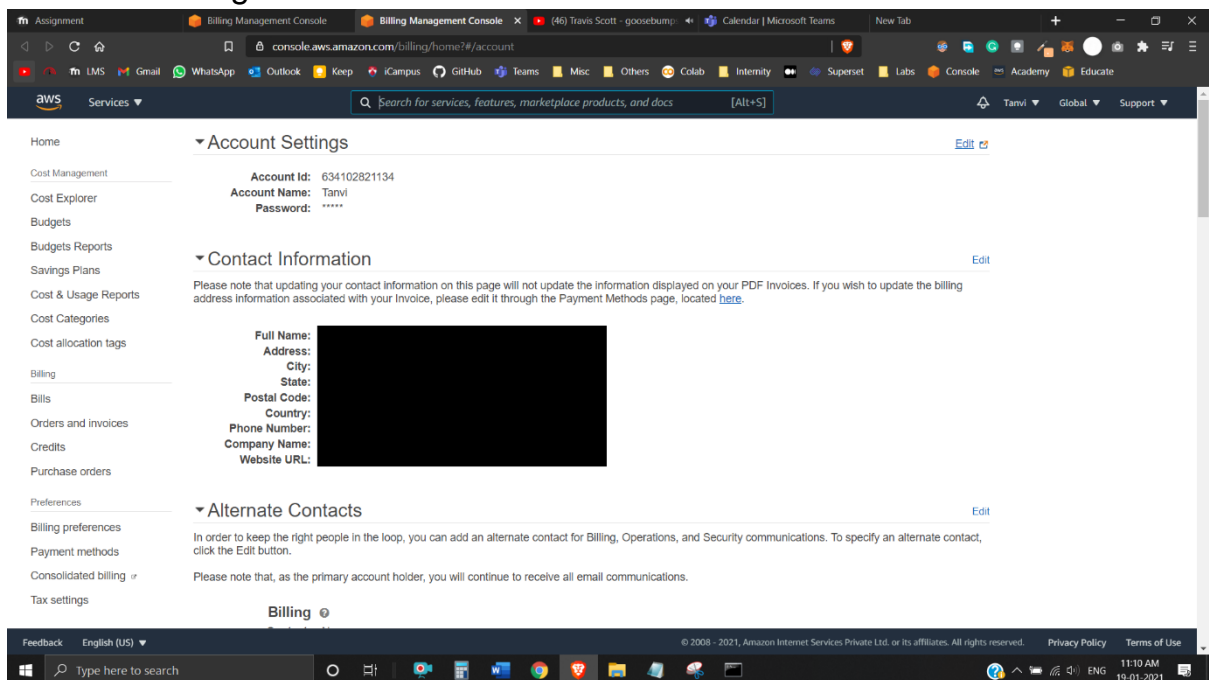 Assignment Billing Management Console Billing Management Console (46) Travis Scott - goosebump Calendar | Microsoft Teams New Tab
console.aws.amazon.com/billing/home?#/account
LMS Gmail WhatsApp Outlook Keep iCampus GitHub Teams Misc Others Colab Internity Superset Labs Console Academy Educate
aws Services Search for services, features, marketplace products, and docs [Alt+S] Tanvi Global Support
Home
Cost Management
Cost Explorer
Budgets
Budgets Reports
Savings Plans
Cost & Usage Reports
Cost Categories
Cost allocation tags
Billing
Bills
Orders and invoices
Credits
Purchase orders
Preferences
Billing preferences
Payment methods
Consolidated billing
Tax settings
Account Settings Edit
Account Id: 634102821134
Account Name: Tanvi
Password: *****
Contact Information Edit
Please note that updating your contact information on this page will not update the information displayed on your PDF Invoices. If you wish to update the billing
address information associated with your Invoice, please edit it through the Payment Methods page, located here.
Full Name:
Address:
City:
State:
Postal Code:
Country:
Phone Number:
Company Name:
Website URL:
Alternate Contacts Edit
In order to keep the right people in the loop, you can add an alternate contact for Billing, Operations, and Security communications. To specify an alternate contact,
click the Edit button.
Please note that, as the primary account holder, you will continue to receive all email communications.
Billing
Feedback English (US) © 2008 - 2021, Amazon Internet Services Private Ltd. or its affiliates. All rights reserved. Privacy Policy Terms of Use
Type here to search ENG 11:10 AM
19-01-2021